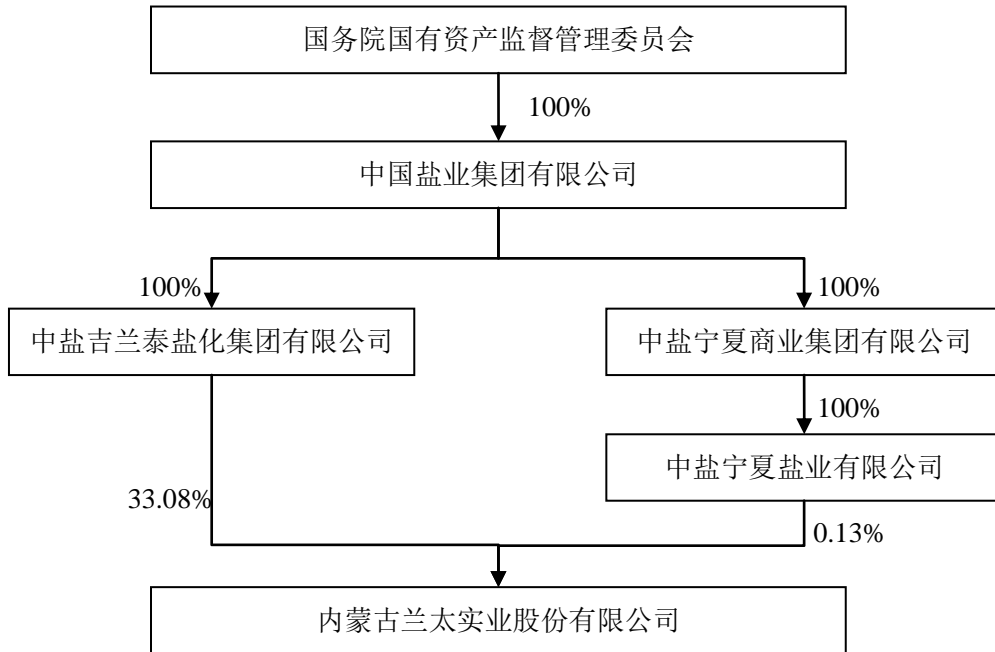 国务院国有资产监督管理委员会
100%
中国盐业集团有限公司
100%
100%
中盐吉兰泰盐化集团有限公司
中盐宁夏商业集团有限公司
100%
中盐宁夏盐业有限公司
33.08%
0.13%
内蒙古兰太实业股份有限公司